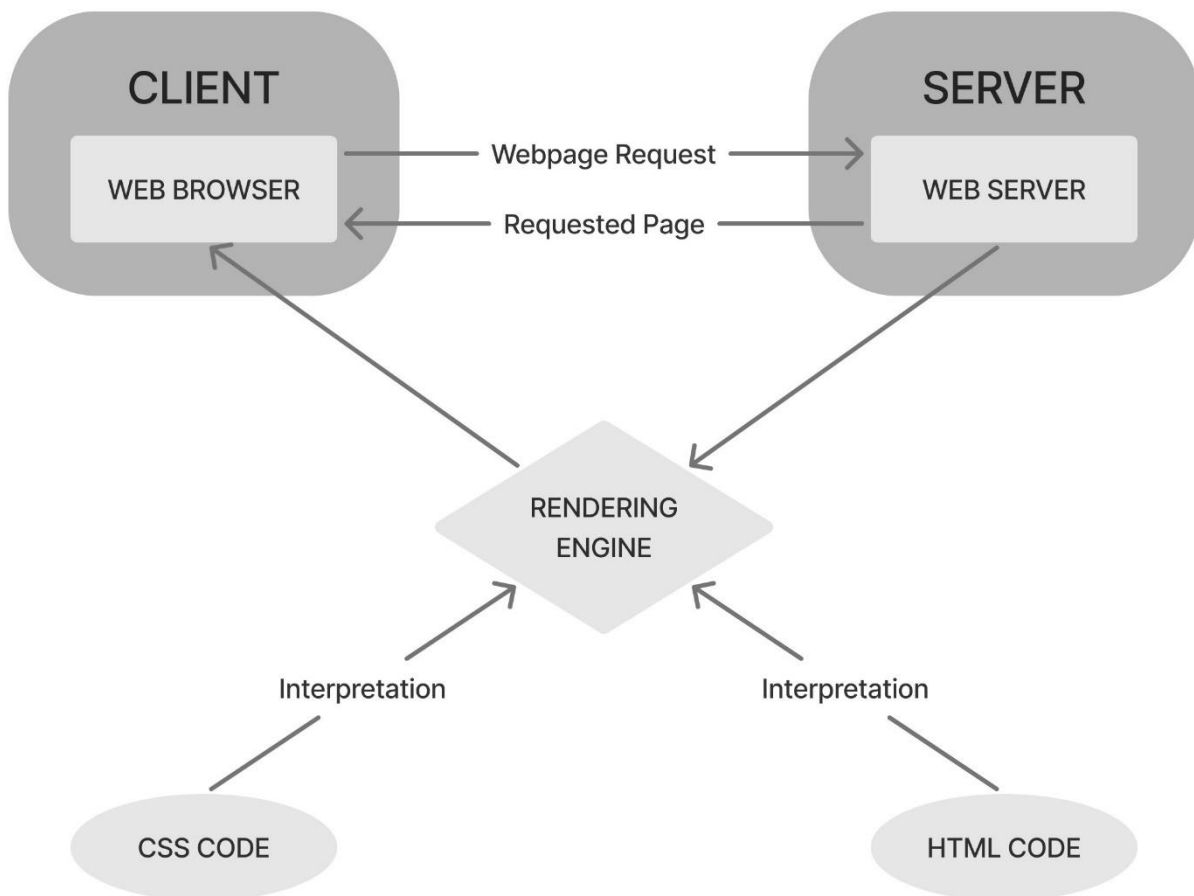 CLIENT
SERVER
Webpage Request
WEB BROWSER
WEB SERVER
Requested Page
RENDERING
ENGINE
Interpretation
Interpretation
CSS CODE
HTML CODE